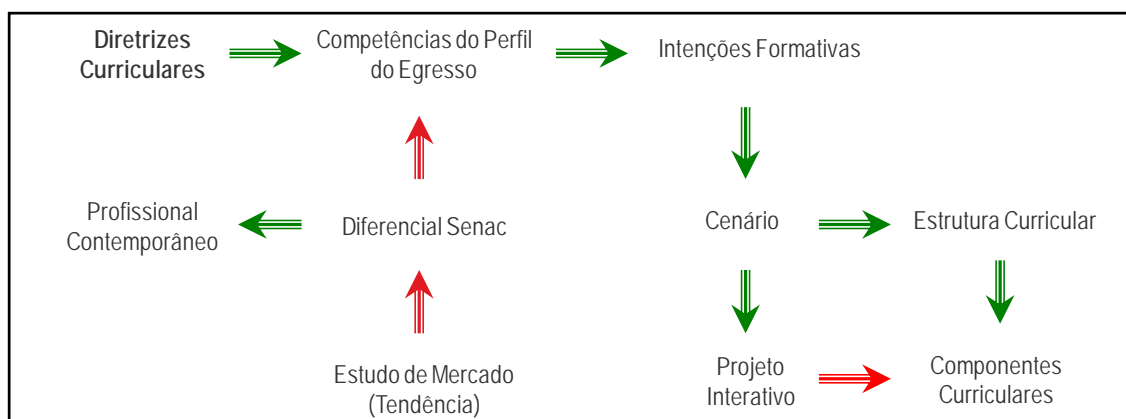 Diretrizes
Curriculares
Competências do Perfil
do Egresso
Intenções Formativas
Profissional
Contemporâneo
Diferencial Senac
Cenário
Estrutura Curricular
Estudo de Mercado
(Tendência)
Projeto
Interativo
Componentes
Curriculares